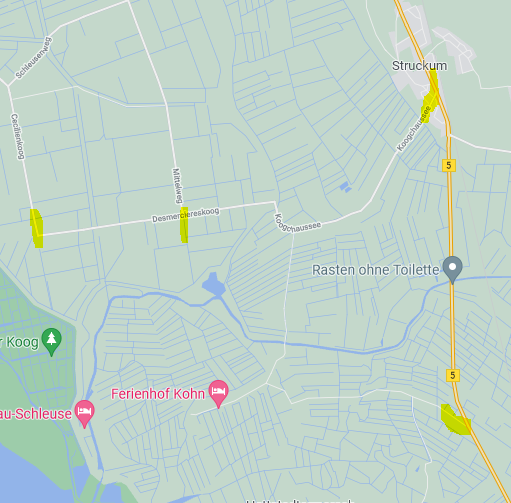 Schleusenweg
Struckum
Cecilienkoog
Koogchaussee
Mittelweg
5
Desmerciereskoog
Koogchaussee
Rasten ohne Toilette
r Koog
5
Ferienhof Kohn
au-Schleuse